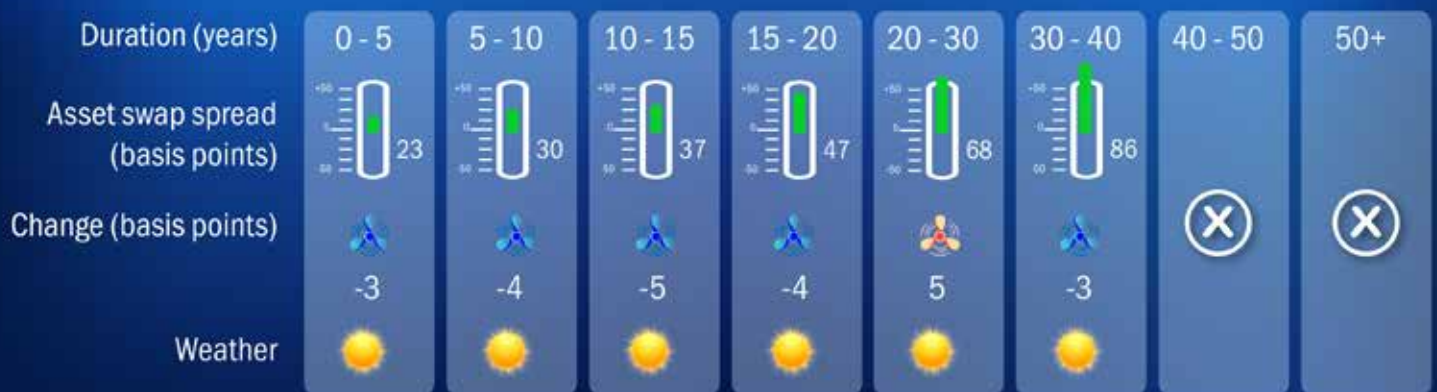 Duration (years) 0 - 5 5 - 10 10 - 15 15 - 20 20 - 30 30 - 40 40 - 50 50+
Asset swap spread
(basis points) 23 30 37 47 68 86
Change (basis points) X X
-3 -4 -5 -4 5 -3
Weather